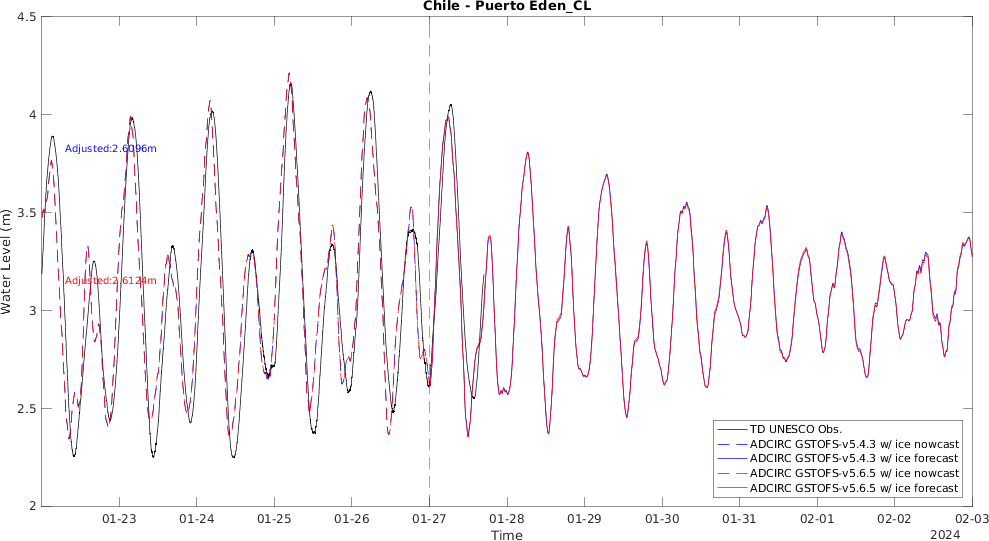 Chile - Puerto Eden_CL
4.5
4
3.5
3
2.5
2
Water Level (m)
Adjusted:2.6096m
Adjusted:2.6124m
TD UNESCO Obs.
ADCIRC GSTOFS-v5.4.3 w/ ice nowcast
ADCIRC GSTOFS-v5.4.3 w/ ice forecast
ADCIRC GSTOFS-v5.6.5 w/ ice nowcast
ADCIRC GSTOFS-v5.6.5 w/ ice forecast
01-23 01-24 01-25 01-26 01-27 01-28 01-29 01-30 01-31 02-01 02-02 02-03
Time
2024